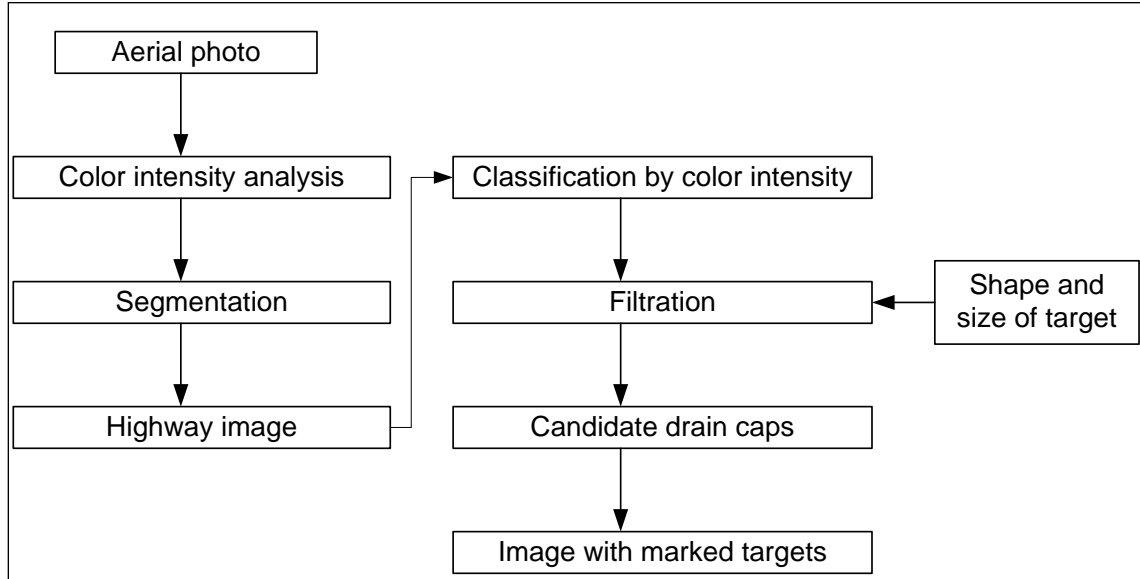 Aerial photo
Color intensity analysis
Segmentation
Highway image
Classification by color intensity
Filtration
Shape and
size of target
Candidate drain caps
Image with marked targets